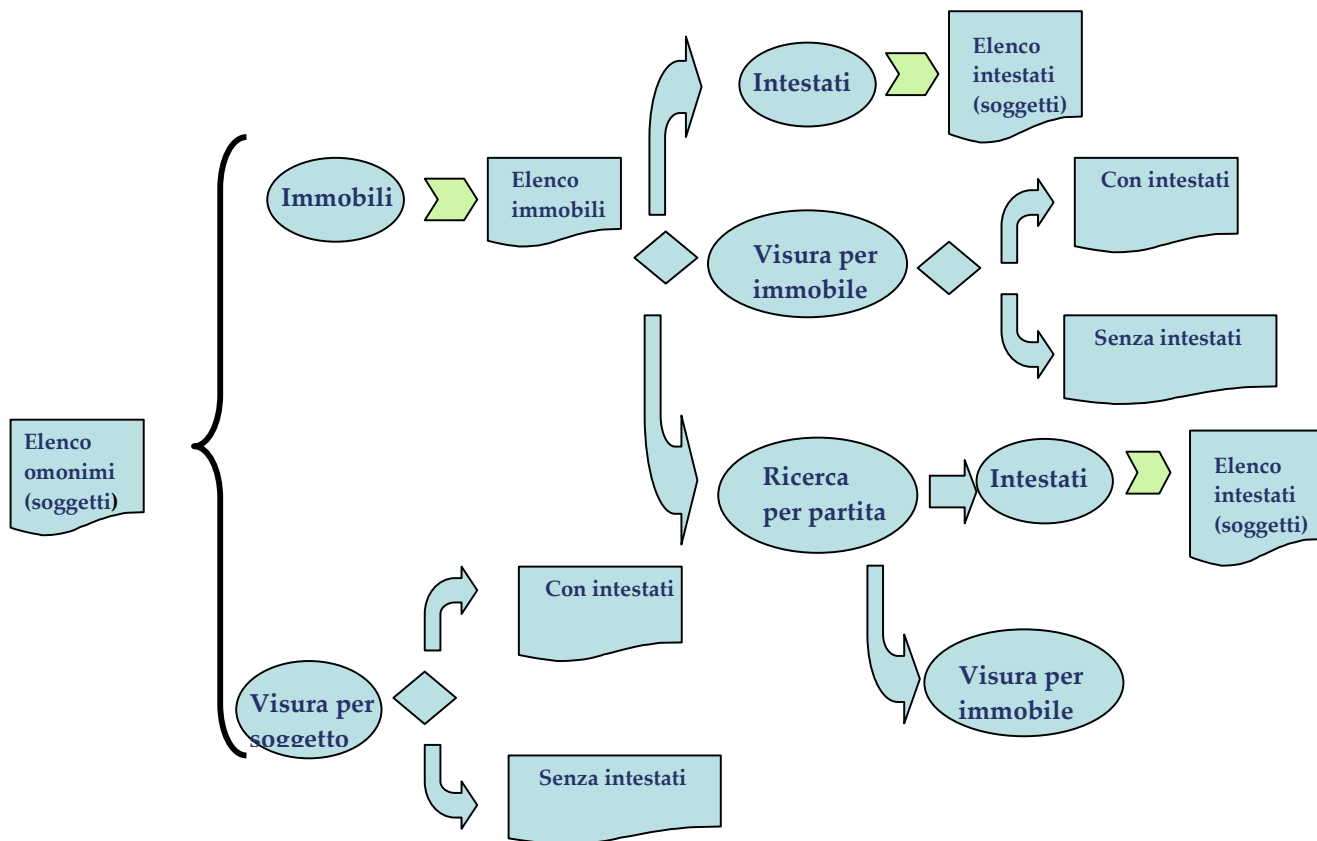 Elenco
intestati
(soggetti)
Intestati
Con intestati
Immobili
Elenco
immobili
Visura per
immobile
Senza intestati
Elenco
omonimi
(soggetti)
Ricerca
per partita
Intestati
Elenco
intestati
(soggetti)
Con intestati
Visura per
soggetto
Visura per
immobile
Senza intestati